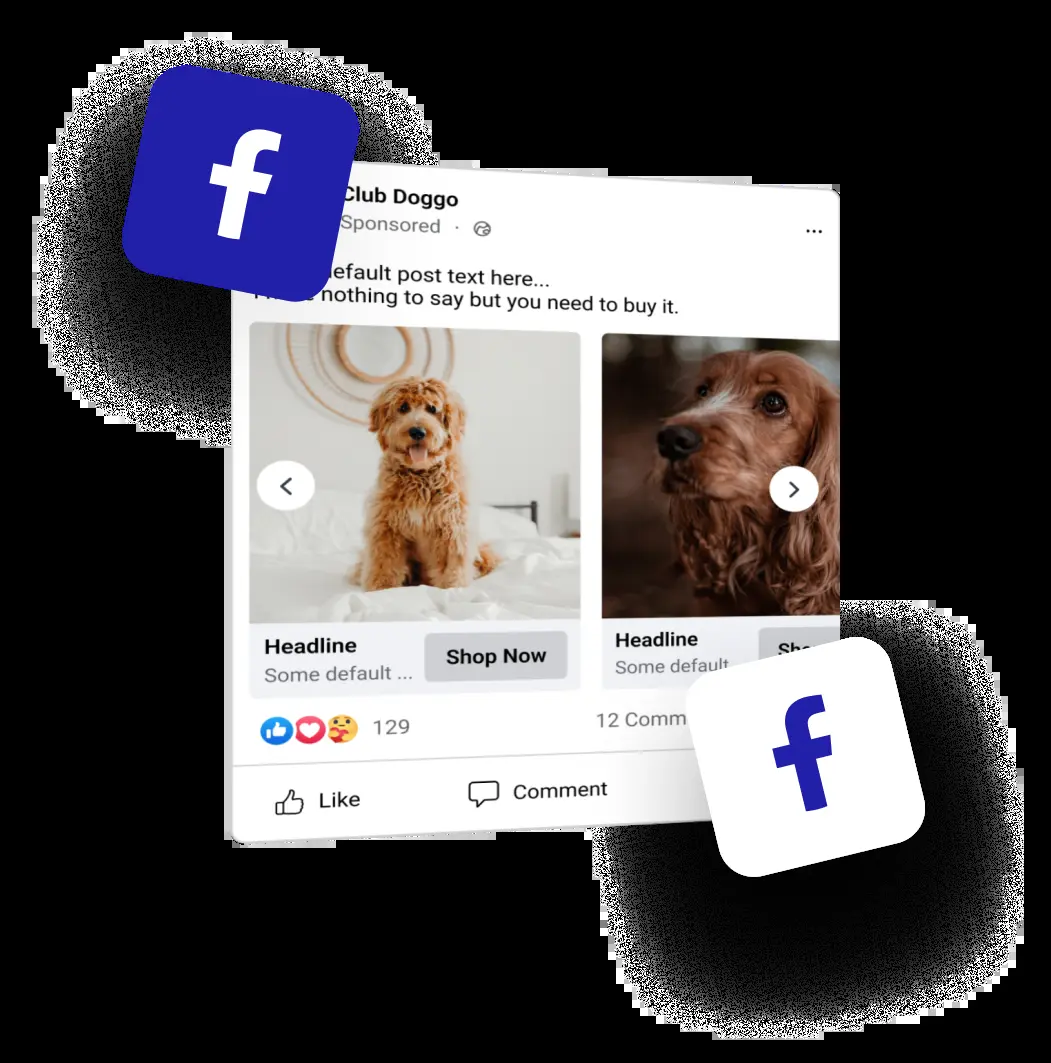 f
Club Doggo
Sponsored ·
...
default post text here...
nothing to say but you need to buy it.
Headline
Some default ...
Shop Now
Headline
Some default
129
12 Comm
Like
Comment
f